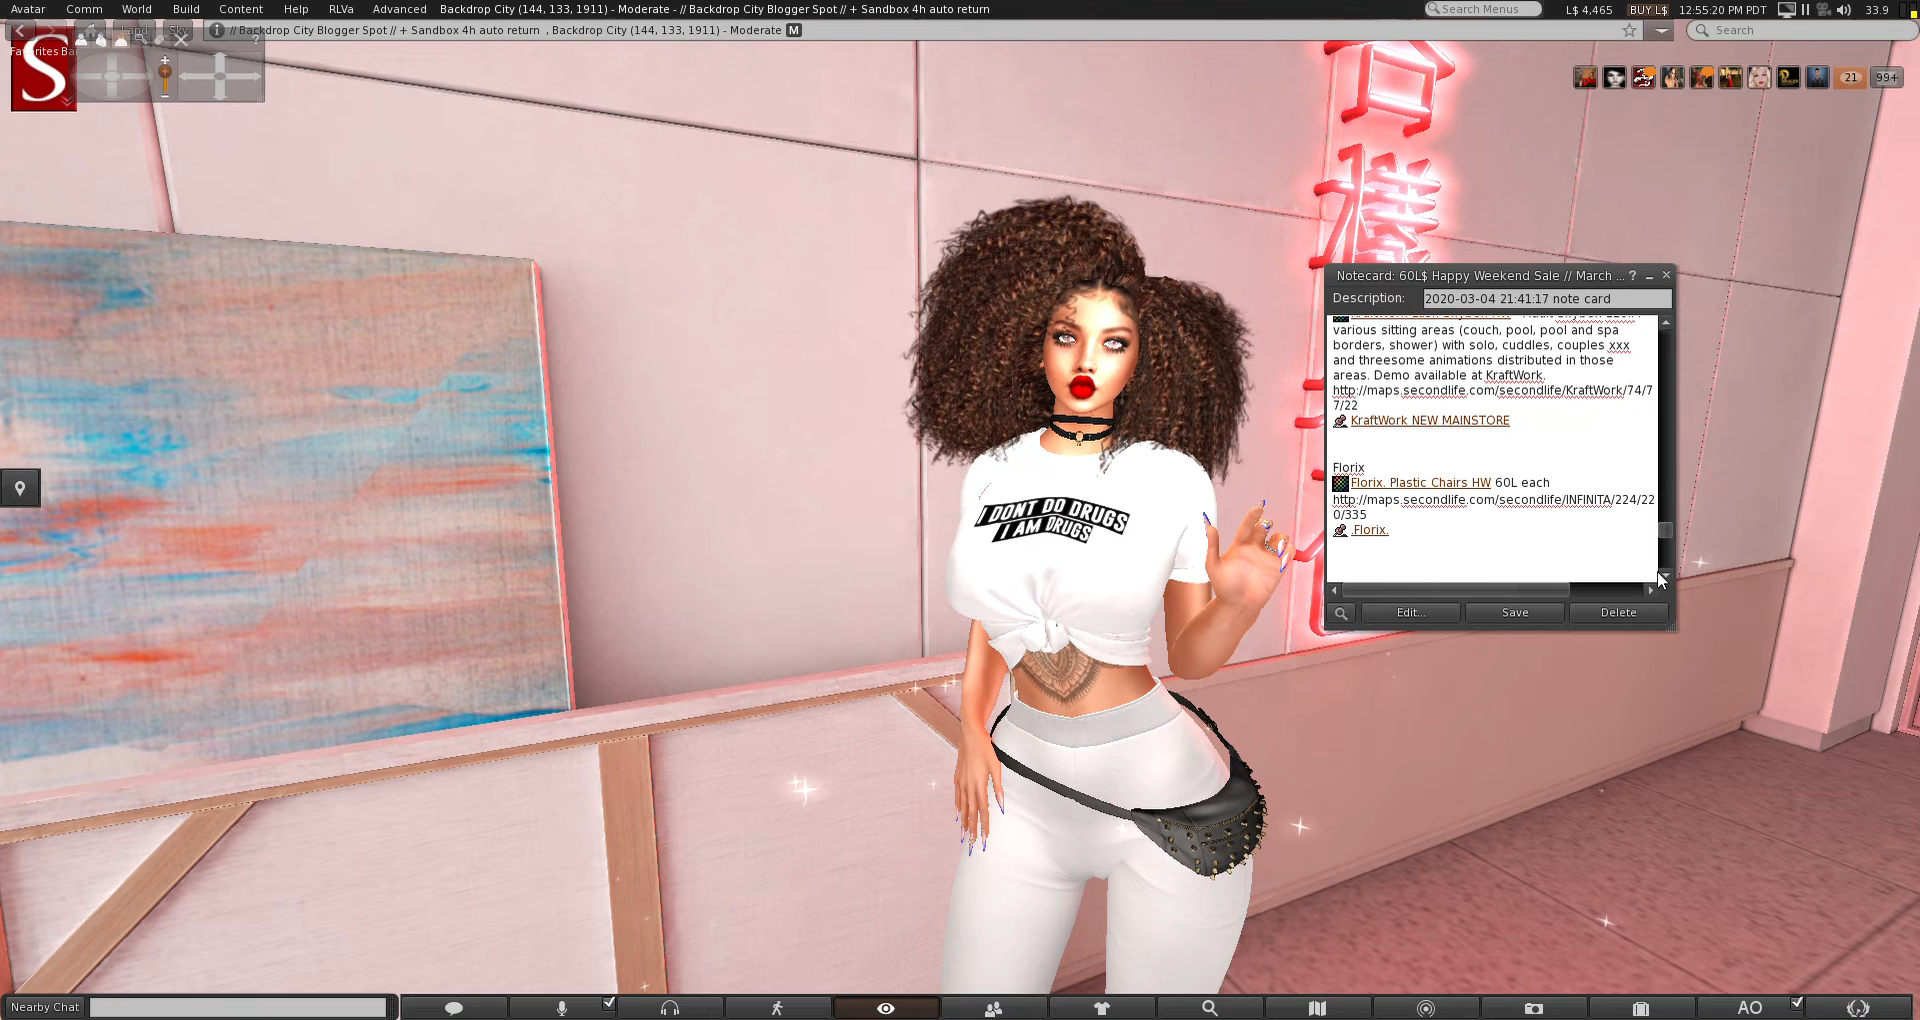 Avatar Comm World Build Content Help RLVa Advanced Backdrop City (144, 133, 1911) - Moderate - // Backdrop City Blogger Spot // + Sandbox 4h auto return Search Menus L$ 4,465 BUY L$ 12:55:20 PM PDT 33.9
Land Sky // Backdrop City Blogger Spot // + Sandbox 4h auto return , Backdrop City (144, 133, 1911) - Moderate M Search
Favorites Ba
S
21 99+
Notecard: 60L$ Happy Weekend Sale // March ... ?
Description: 2020-03-04 21:41:17 note card
various sitting areas (couch, pool, pool and spa
borders, shower) with solo, cuddles, couples xxx
and threesome animations distributed in those
areas. Demo available at KraftWork.
http://maps.secondlife.com/secondlife/KraftWork/74/7
7/22
KraftWork NEW MAINSTORE
Florix
Florix. Plastic Chairs HW 60L each
http://maps.secondlife.com/secondlife/INFINITA/224/22
0/335
.Florix.
Edit... Save Delete
I DONT DO DRUGS
I AM DRUGS
Nearby Chat
AO